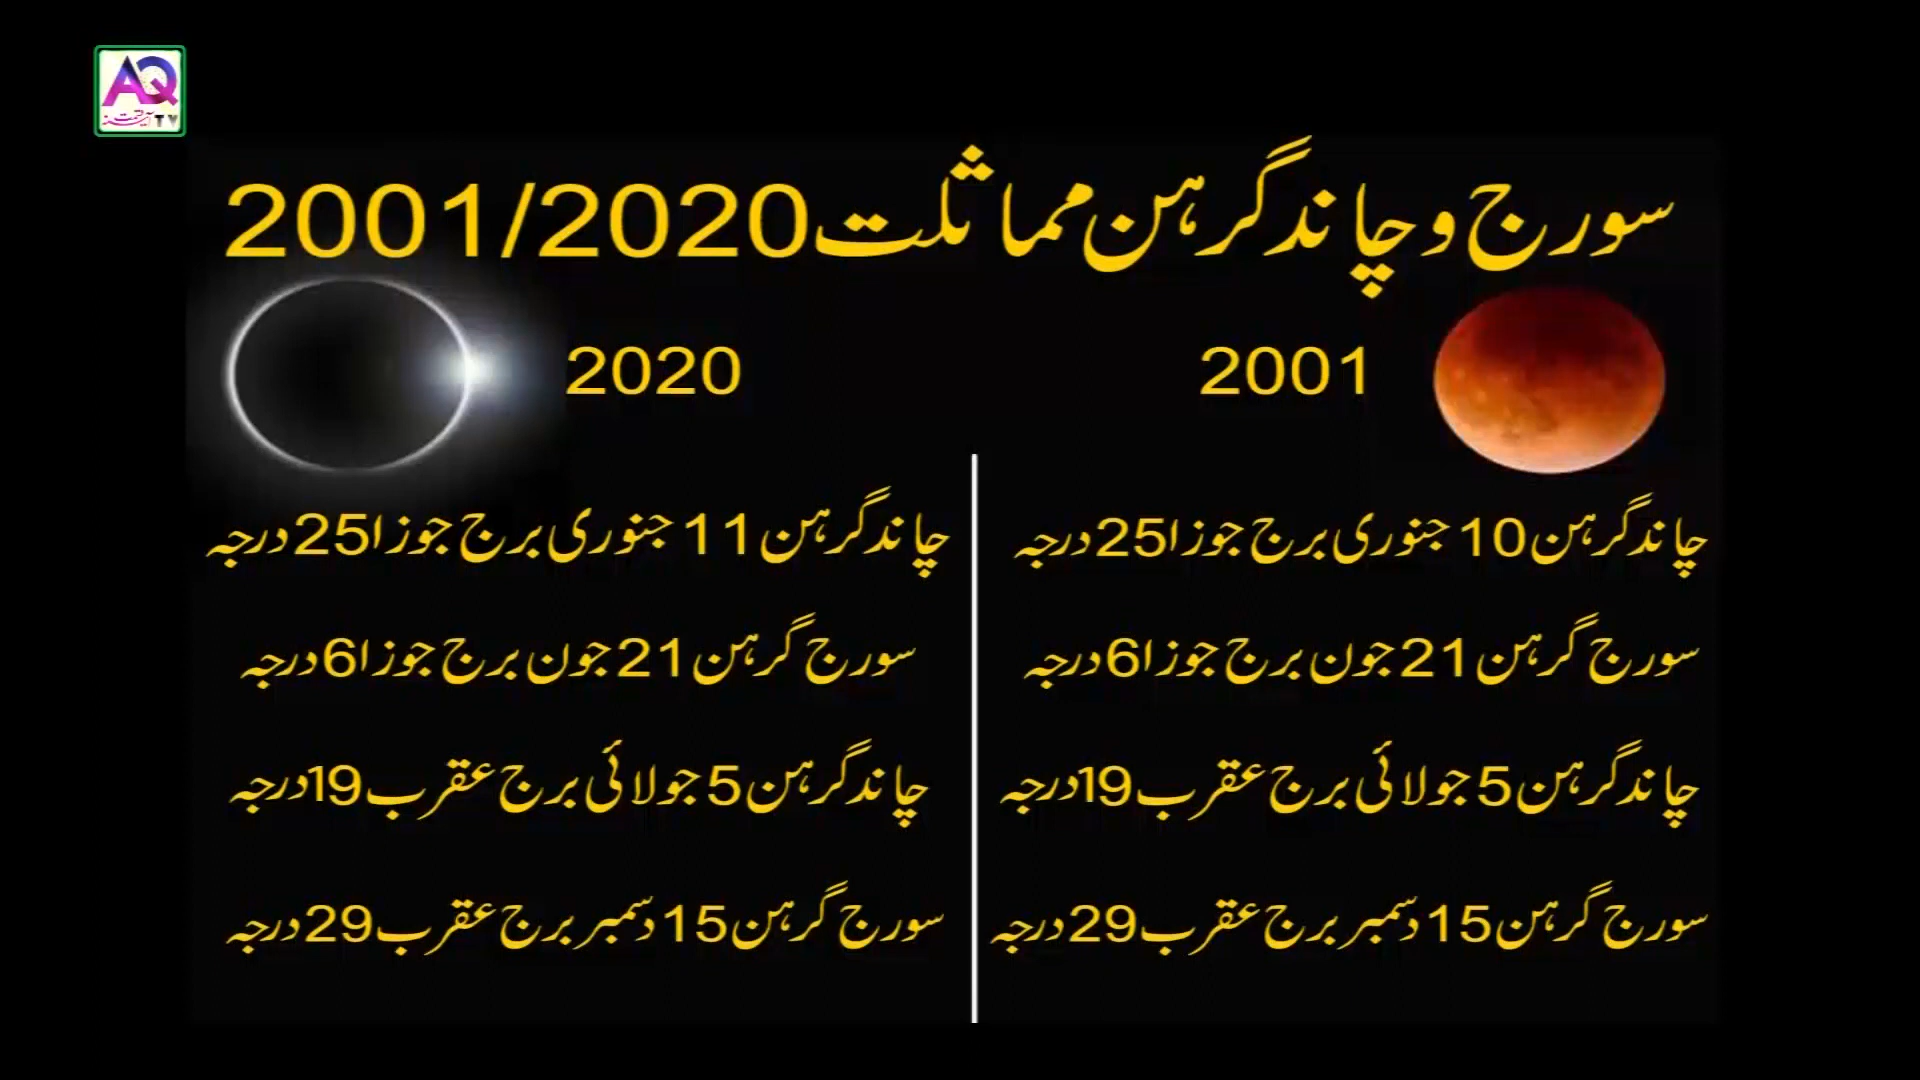 AQ
TV آئینہ قسمت
سورج و چاند گرہن مماثلت 2001/2020
2001
چاند گرہن 10 جنوری برج جوزا 25 درجہ
سورج گرہن 21 جون برج جوزا 6 درجہ
چاند گرہن 5 جولائی برج عقرب 19 درجہ
سورج گرہن 15 دسمبر برج عقرب 29 درجہ
2020
چاند گرہن 11 جنوری برج جوزا 25 درجہ
سورج گرہن 21 جون برج جوزا 6 درجہ
چاند گرہن 5 جولائی برج عقرب 19 درجہ
سورج گرہن 15 دسمبر برج عقرب 29 درجہ